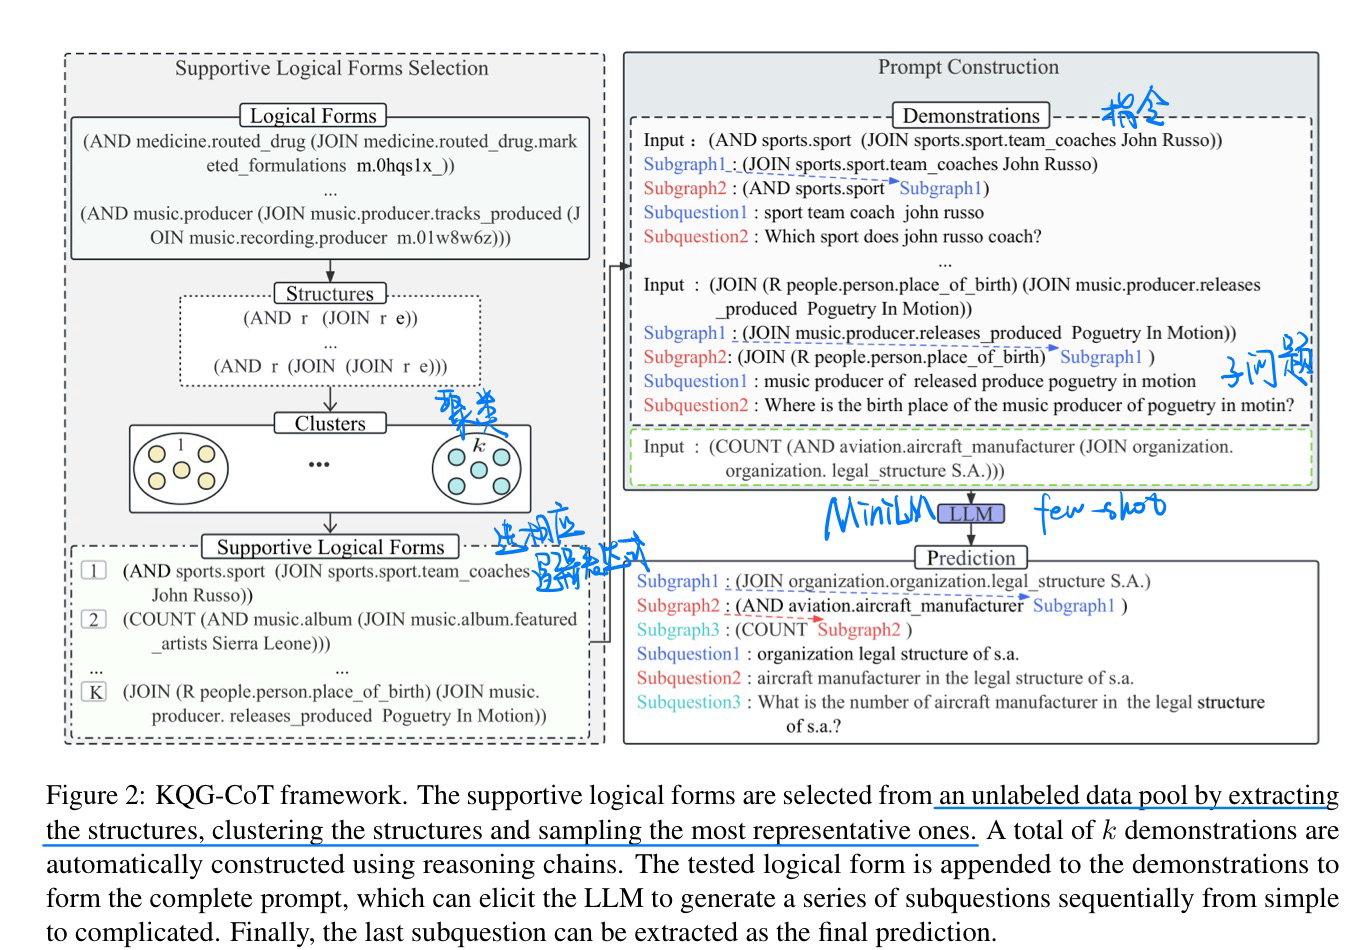 Supportive Logical Forms Selection
Logical Forms
(AND medicine.routed_drug (JOIN medicine.routed_drug.mark
eted_formulations m.0hqs1x_))
...
(AND music.producer (JOIN music.producer.tracks_produced (J
OIN music.recording.producer m.01w8w6z)))
Structures
(AND r (JOIN r e))
...
(AND r (JOIN (JOIN r e)))
聚类
Clusters
1
...
k
选相应
逻辑表达式
Supportive Logical Forms
1 (AND sports.sport (JOIN sports.sport.team_coaches
John Russo))
2 (COUNT (AND music.album (JOIN music.album.featured
_artists Sierra Leone)))
... ...
K (JOIN (R people.person.place_of_birth) (JOIN music.
producer. releases_produced Poguetry In Motion))
Prompt Construction
Demonstrations
指令
Input : (AND sports.sport (JOIN sports.sport.team_coaches John Russo))
Subgraph1 : (JOIN sports.sport.team_coaches John Russo)
Subgraph2 : (AND sports.sport Subgraph1)
Subquestion1 : sport team coach john russo
Subquestion2 : Which sport does john russo coach?
...
Input : (JOIN (R people.person.place_of_birth) (JOIN music.producer.releases
_produced Poguetry In Motion))
Subgraph1 : (JOIN music.producer.releases_produced Poguetry In Motion))
Subgraph2: (JOIN (R people.person.place_of_birth) Subgraph1 )
子问题
Subquestion1 : music producer of released produce poguetry in motion
Subquestion2 : Where is the birth place of the music producer of poguetry in motin?
Input : (COUNT (AND aviation.aircraft_manufacturer (JOIN organization.
organization. legal_structure S.A.)))
MiniLM LLM few-shot
Prediction
Subgraph1 : (JOIN organization.organization.legal_structure S.A.)
Subgraph2 : (AND aviation.aircraft_manufacturer Subgraph1 )
Subgraph3 : (COUNT Subgraph2 )
Subquestion1 : organization legal structure of s.a.
Subquestion2 : aircraft manufacturer in the legal structure of s.a.
Subquestion3 : What is the number of aircraft manufacturer in the legal structure
of s.a.?
Figure 2: KQG-CoT framework. The supportive logical forms are selected from an unlabeled data pool by extracting
the structures, clustering the structures and sampling the most representative ones. A total of k demonstrations are
automatically constructed using reasoning chains. The tested logical form is appended to the demonstrations to
form the complete prompt, which can elicit the LLM to generate a series of subquestions sequentially from simple
to complicated. Finally, the last subquestion can be extracted as the final prediction.